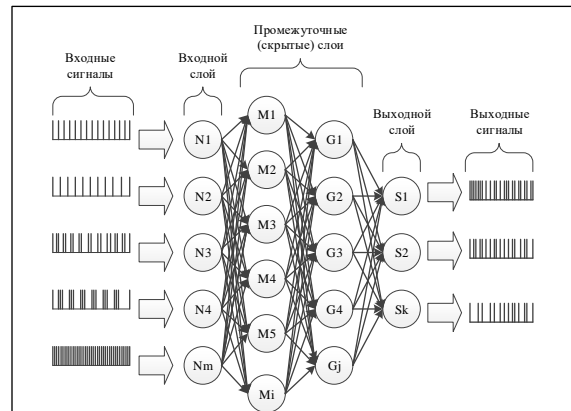 Промежуточные
(скрытые) слои
Входные
сигналы
Входной
слой
Выходной
слой
Выходные
сигналы
N1
N2
N3
N4
Nm
M1
M2
M3
M4
M5
Mi
G1
G2
G3
G4
Gj
S1
S2
Sk